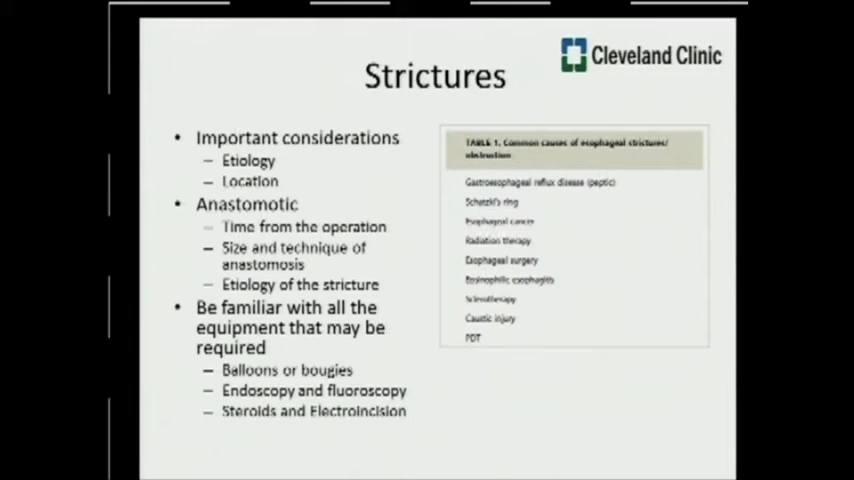 Cleveland Clinic
Strictures
• Important considerations
– Etiology
– Location
• Anastomotic
– Time from the operation
– Size and technique of
anastomosis
– Etiology of the stricture
• Be familiar with all the
equipment that may be
required
– Balloons or bougies
– Endoscopy and fluoroscopy
– Steroids and Electroincision
TABLE 1. Common causes of esophageal strictures/
obstruction
Gastroesophageal reflux disease (peptic)
Schatzki's ring
Esophageal cancer
Radiation therapy
Esophageal surgery
Eosinophilic esophagitis
Sclerotherapy
Caustic injury
PDT